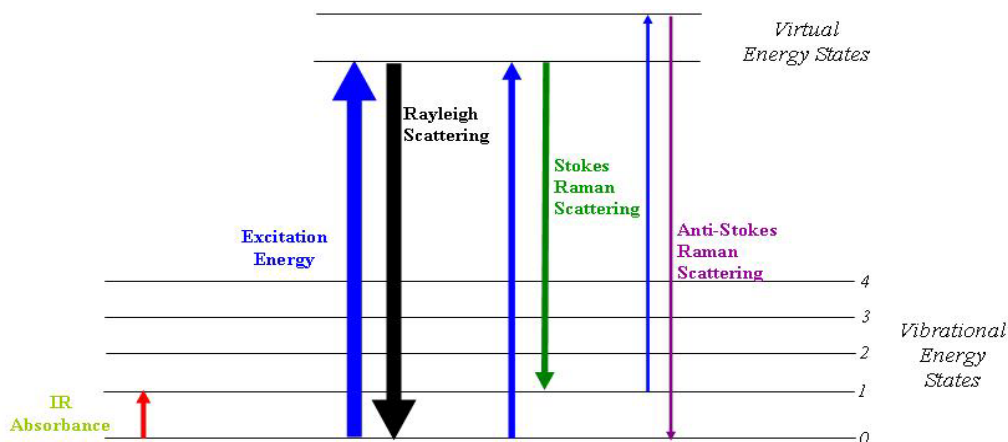 Virtual
Energy States
Rayleigh
Scattering
Stokes
Raman
Scattering
Excitation
Energy
Anti-Stokes
Raman
Scattering
4
3
2
1
0
Vibrational
Energy
States
IR
Absorbance